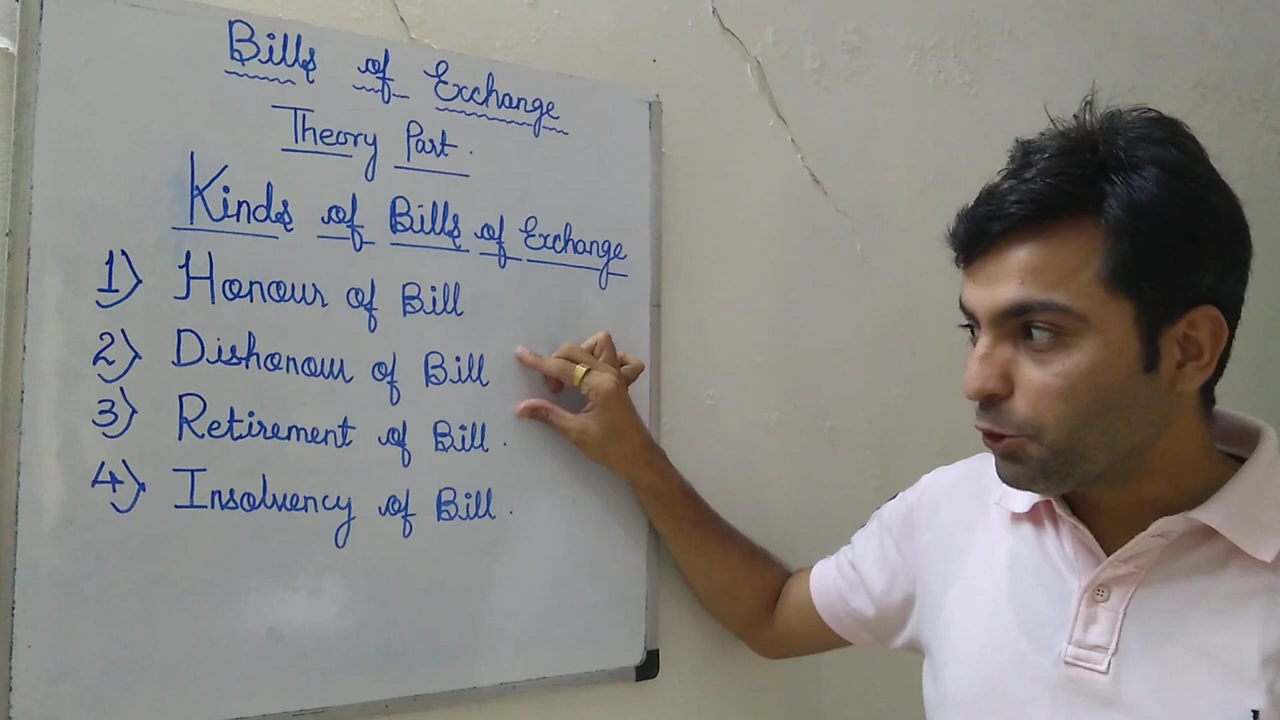 Bills of Exchange
Theory Part.
Kinds of Bills of Exchange
1) Honour of Bill
2) Dishonour of Bill
3) Retirement of Bill.
4) Insolvency of Bill.